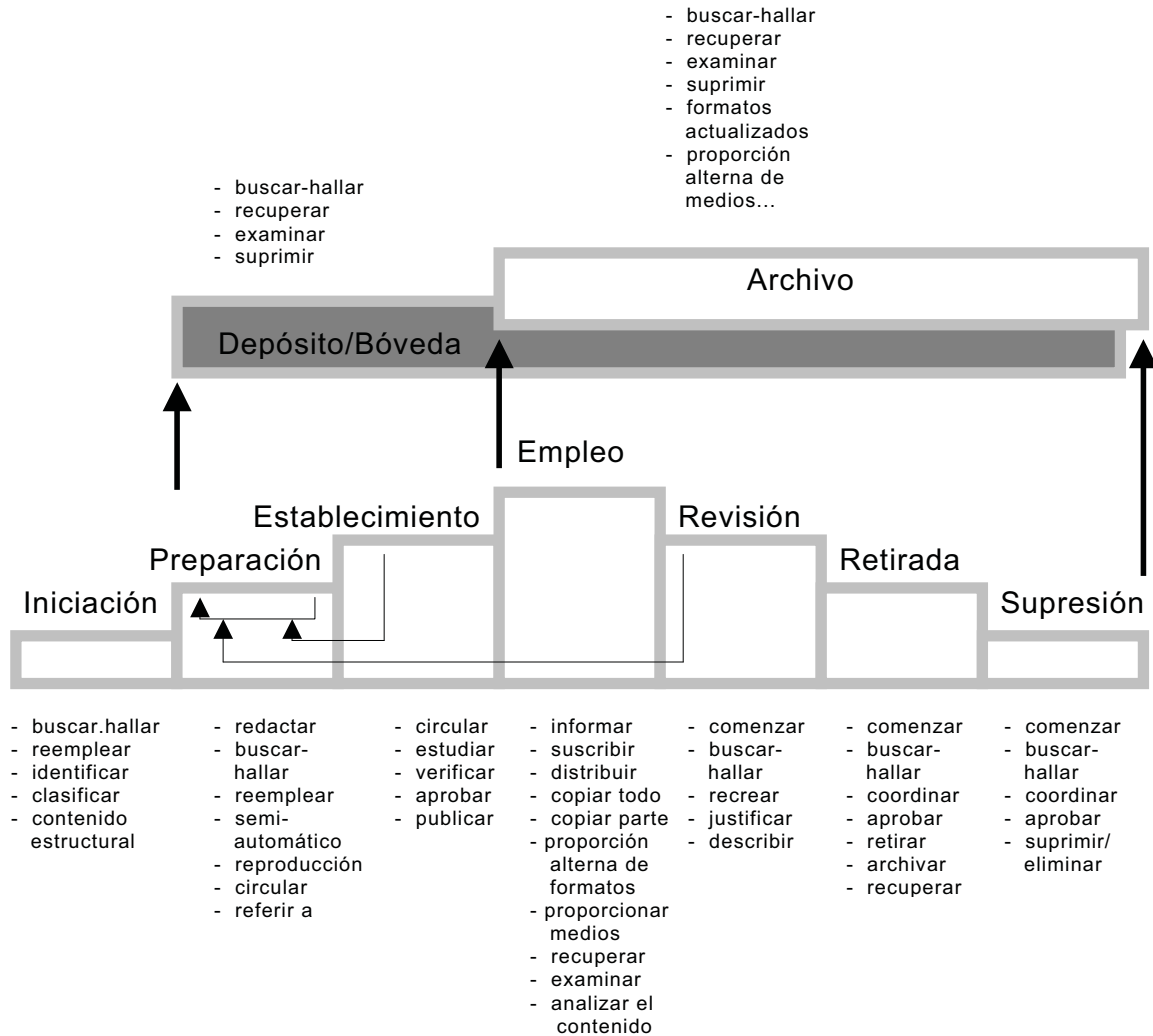 - buscar-hallar
- recuperar
- examinar
- suprimir
- formatos
actualizados
- proporción
alterna de
medios...
- buscar-hallar
- recuperar
- examinar
- suprimir
Archivo
Depósito/Bóveda
Empleo
Establecimiento
Revisión
Preparación
Retirada
Iniciación
Supresión
- buscar.hallar
- reemplear
- identificar
- clasificar
- contenido
estructural
- redactar
- buscar-
hallar
- reemplear
- semi-
automático
- reproducción
- circular
- referir a
- circular
- estudiar
- verificar
- aprobar
- publicar
- informar
- suscribir
- distribuir
- copiar todo
- copiar parte
- proporción
alterna de
formatos
- proporcionar
medios
- recuperar
- examinar
- analizar el
contenido
- comenzar
- buscar-
hallar
- recrear
- justificar
- describir
- comenzar
- buscar-
hallar
- coordinar
- aprobar
- retirar
- archivar
- recuperar
- comenzar
- buscar-
hallar
- coordinar
- aprobar
- suprimir/
eliminar